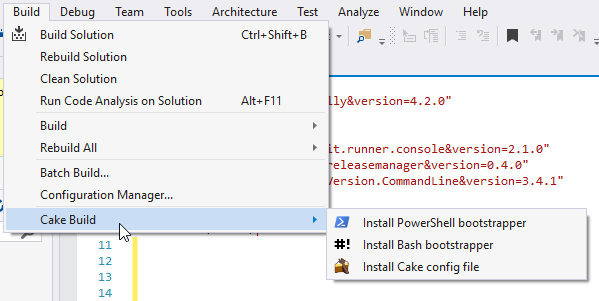 Build Debug Team Tools Architecture Test Analyze Window
Build Solution Ctrl+Shift+B
Rebuild Solution
Clean Solution
Run Code Analysis on Solution Alt+F11
Build
Rebuild All
Batch Build...
Configuration Manager...
Cake Build
lly&version=4.2.0"
it.runner.console&version=2.1.0"
releasemanager&version=0.4.0"
Version.CommandLine&version=3.4.1"
Install PowerShell bootstrapper
#! Install Bash bootstrapper
Install Cake config file
11
12
13
14